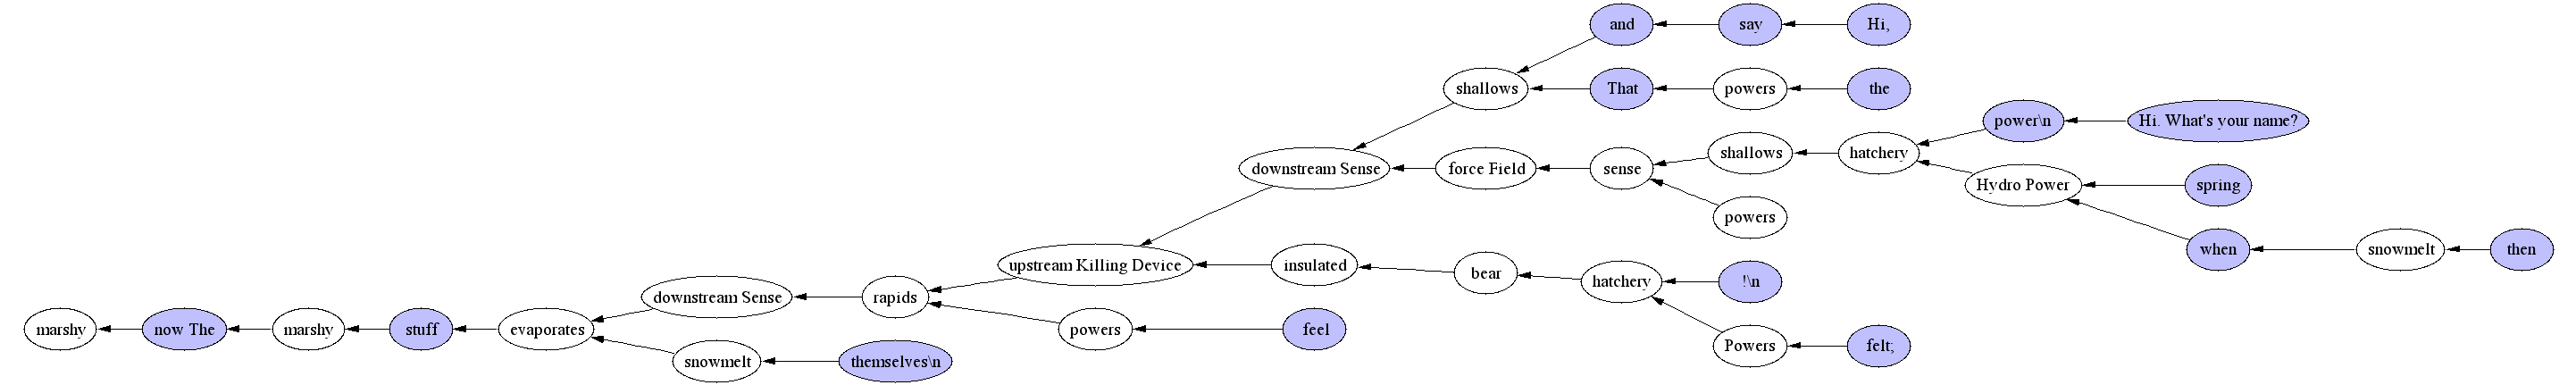 and say Hi,
shallows That powers the
power\n Hi. What's your name?
downstream Sense force Field sense shallows hatchery
Hydro Power spring
powers
when snowmelt then
upstream Killing Device insulated bear hatchery !\n
downstream Sense rapids
marshy now The marshy stuff evaporates powers feel
Powers felt;
snowmelt themselves\n